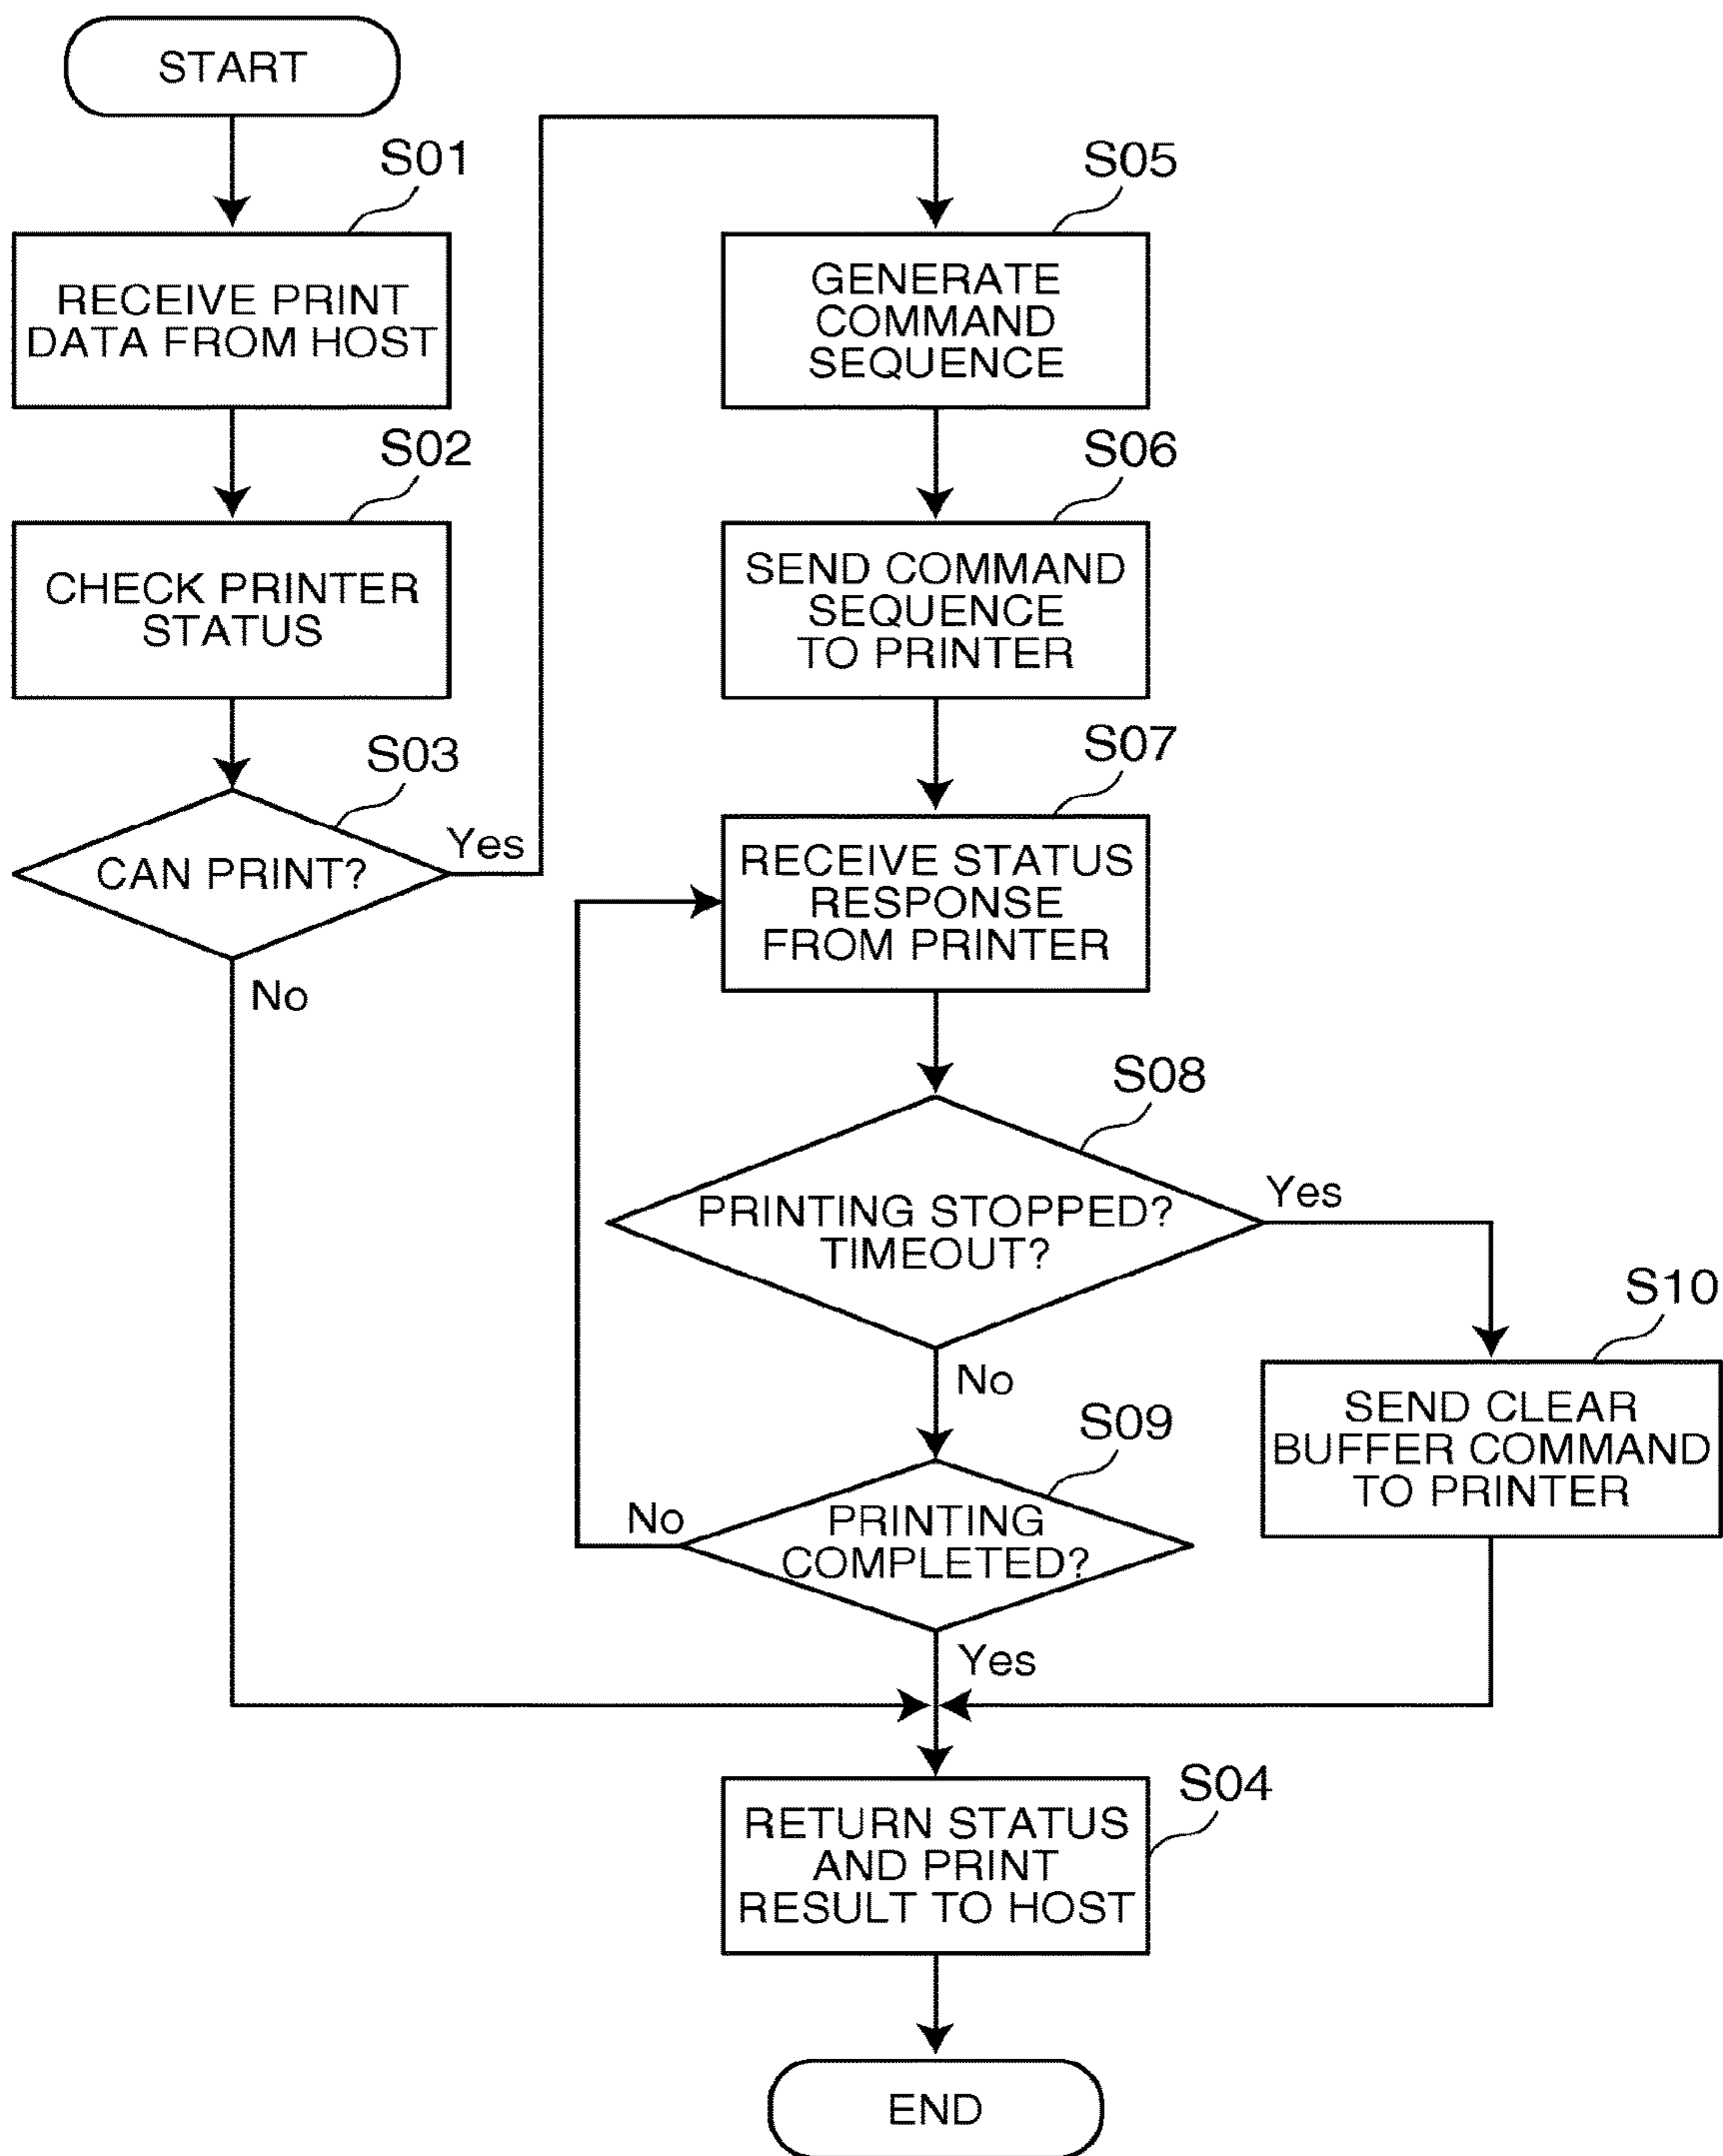 START
S01
RECEIVE PRINT
DATA FROM HOST
S02
CHECK PRINTER
STATUS
S03
CAN PRINT?
Yes
No
S05
GENERATE
COMMAND
SEQUENCE
S06
SEND COMMAND
SEQUENCE
TO PRINTER
S07
RECEIVE STATUS
RESPONSE
FROM PRINTER
S08
PRINTING STOPPED?
TIMEOUT?
Yes
No
S10
SEND CLEAR
BUFFER COMMAND
TO PRINTER
S09
PRINTING
COMPLETED?
No
Yes
S04
RETURN STATUS
AND PRINT
RESULT TO HOST
END